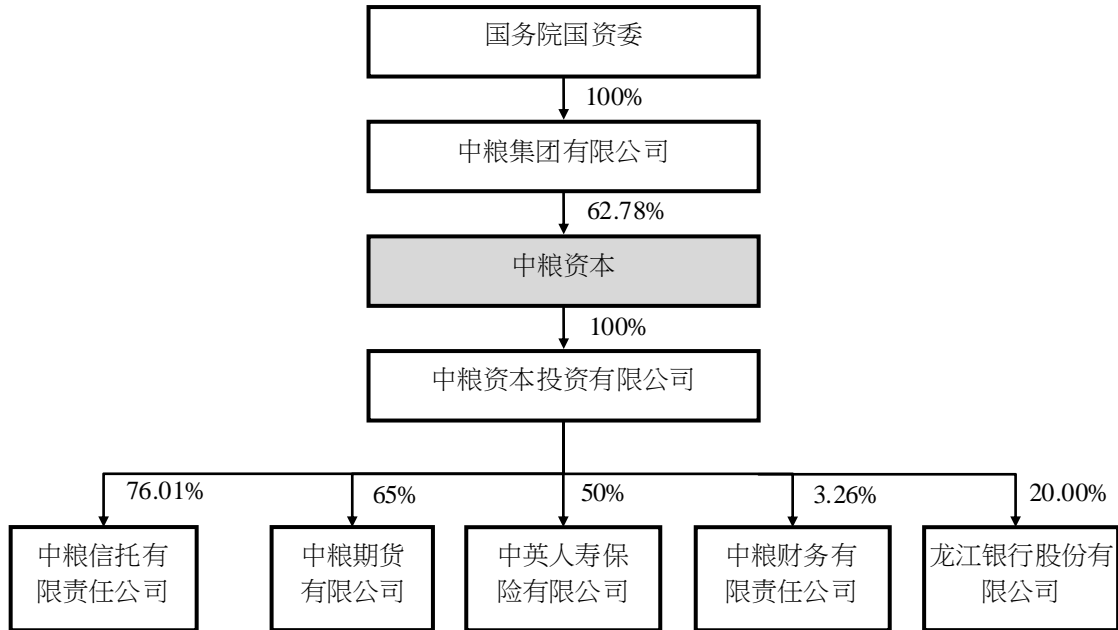 国务院国资委
100%
中粮集团有限公司
62.78%
中粮资本
100%
中粮资本投资有限公司
76.01%
65%
50%
3.26%
20.00%
中粮信托有
限责任公司
中粮期货
有限公司
中英人寿保
险有限公司
中粮财务有
限责任公司
龙江银行股份有
限公司